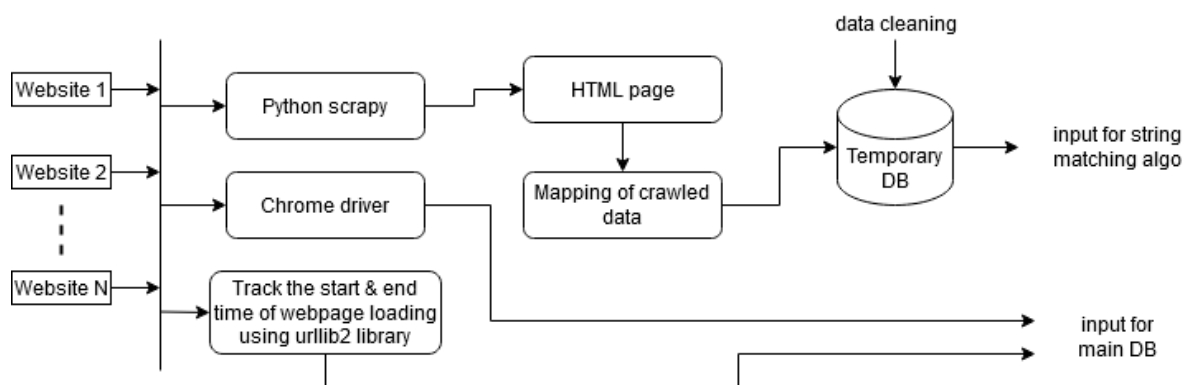 data cleaning
Website 1
Python scrapy
HTML page
Website 2
Chrome driver
Mapping of crawled
data
Temporary
DB
input for string
matching algo
Website N
Track the start & end
time of webpage loading
using urllib2 library
input for
main DB